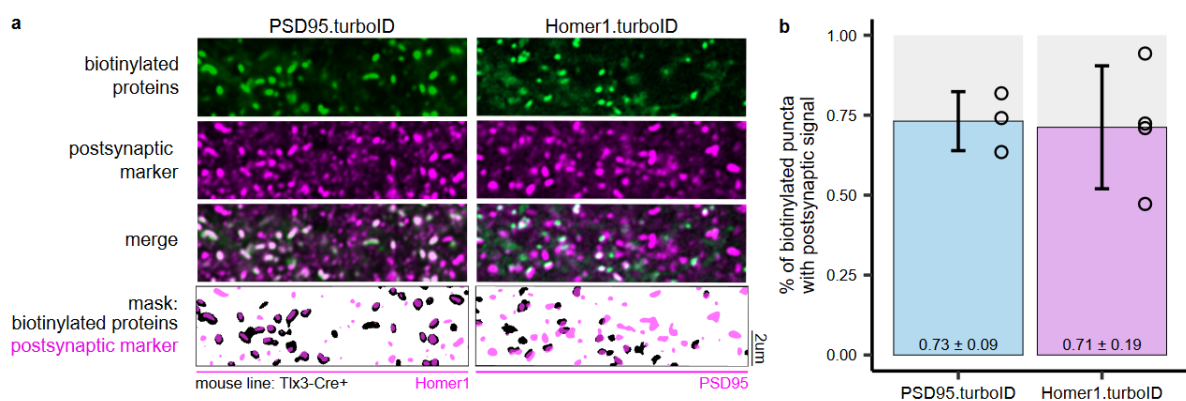 a
PSD95.turboID
Homer1.turboID
biotinylated
proteins
postsynaptic
marker
merge
mask:
biotinylated proteins
postsynaptic marker
2um
mouse line: Tlx3-Cre+
Homer1
PSD95
b
% of biotinylated puncta
with postsynaptic signal
1.00
0.75
0.50
0.25
0.00
0.73 ± 0.09
0.71 ± 0.19
PSD95.turboID
Homer1.turboID